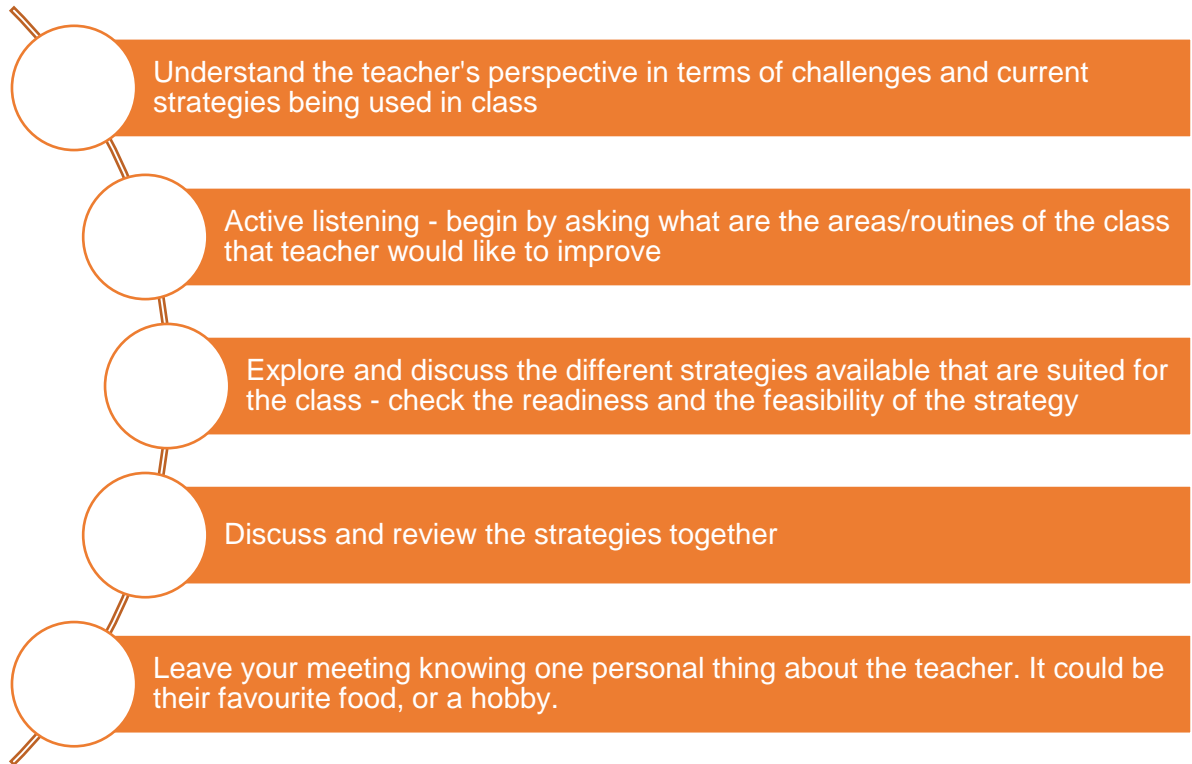 Understand the teacher's perspective in terms of challenges and current
strategies being used in class
Active listening - begin by asking what are the areas/routines of the class
that teacher would like to improve
Explore and discuss the different strategies available that are suited for
the class - check the readiness and the feasibility of the strategy
Discuss and review the strategies together
Leave your meeting knowing one personal thing about the teacher. It could be
their favourite food, or a hobby.